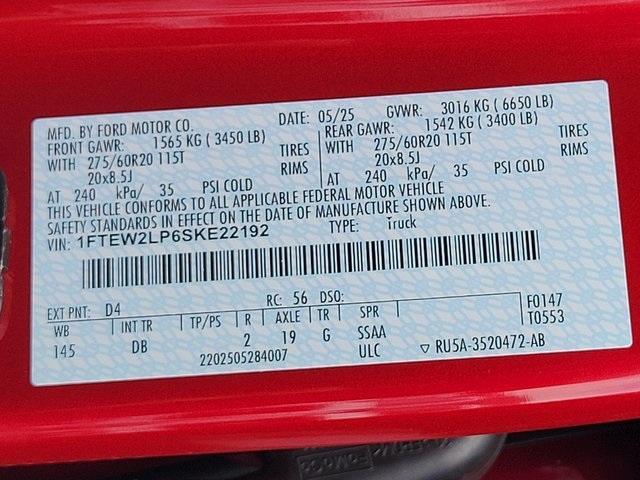 MFD. BY FORD MOTOR CO.
DATE: 05/25
GVWR: 3016 KG ( 6650 LB)
FRONT GAWR: 1565 KG ( 3450 LB)
WITH 275/60R20 115T TIRES
20x8.5J RIMS
AT 240 kPa/ 35 PSI COLD
REAR GAWR: 1542 KG ( 3400 LB)
WITH 275/60R20 115T TIRES
20x8.5J RIMS
AT 240 kPa/ 35 PSI COLD
THIS VEHICLE CONFORMS TO ALL APPLICABLE FEDERAL MOTOR VEHICLE
SAFETY STANDARDS IN EFFECT ON THE DATE OF MANUFACTURE SHOWN ABOVE.
VIN: 1FTEW2LP6SKE22192
TYPE: Truck
EXT PNT: D4 RC: 56 DSO:
WB INT TR TP/PS R AXLE TR SPR
145 DB 2 19 G SSAA
ULC
2202505284007
F0147
T0553
▽ RU5A-3520472-AB
FoMoCo